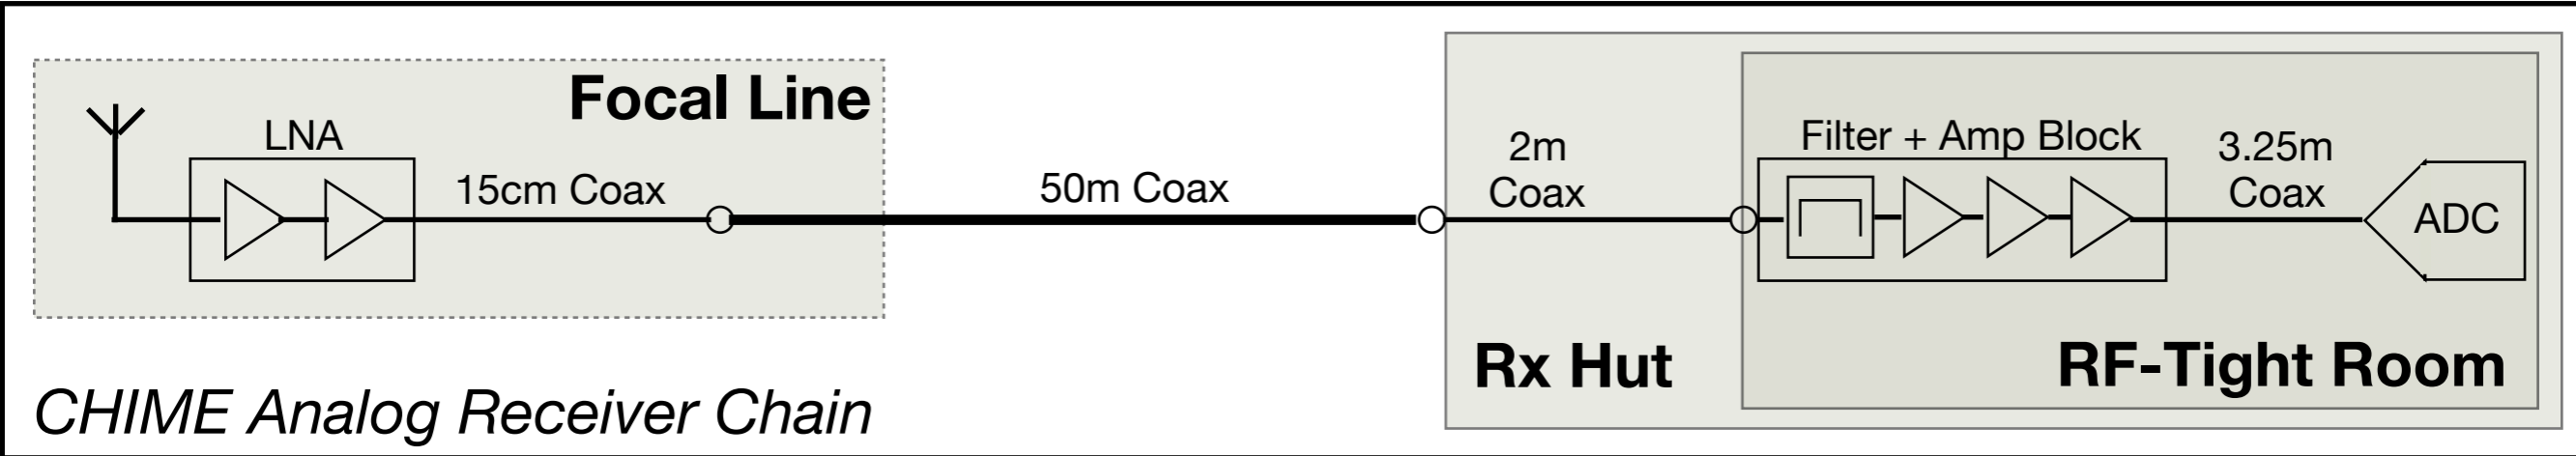 Focal Line
LNA
15cm Coax
50m Coax
2m
Coax
Filter + Amp Block
3.25m
Coax
ADC
Rx Hut
RF-Tight Room
CHIME Analog Receiver Chain